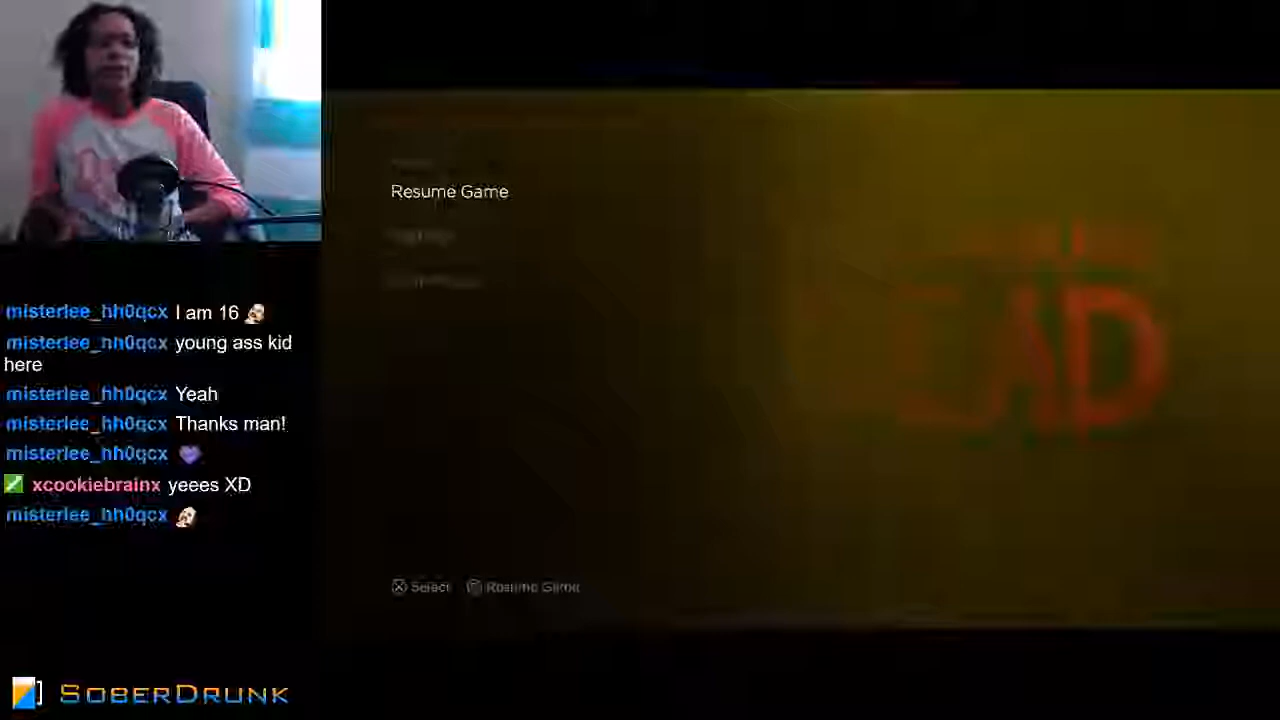 Resume Game
EAD
Select Resume Game
misterlee_hh0qcx I am 16
misterlee_hh0qcx young ass kid
here
misterlee_hh0qcx Yeah
misterlee_hh0qcx Thanks man!
misterlee_hh0qcx
xcookiebrainx yeees XD
misterlee_hh0qcx
SOBERDRUNK